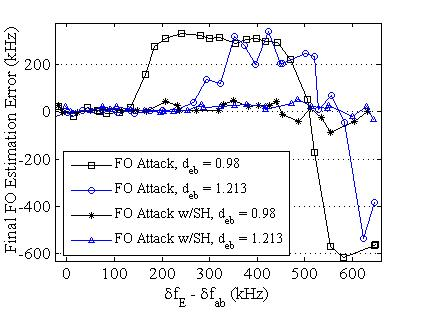 Final FO Estimation Error (kHz)
200
0
-200
-400
-600
FO Attack, d_eb = 0.98
FO Attack, d_eb = 1.213
FO Attack w/SH, d_eb = 0.98
FO Attack w/SH, d_eb = 1.213
0 100 200 300 400 500 600
δf_E - δf_ab (kHz)